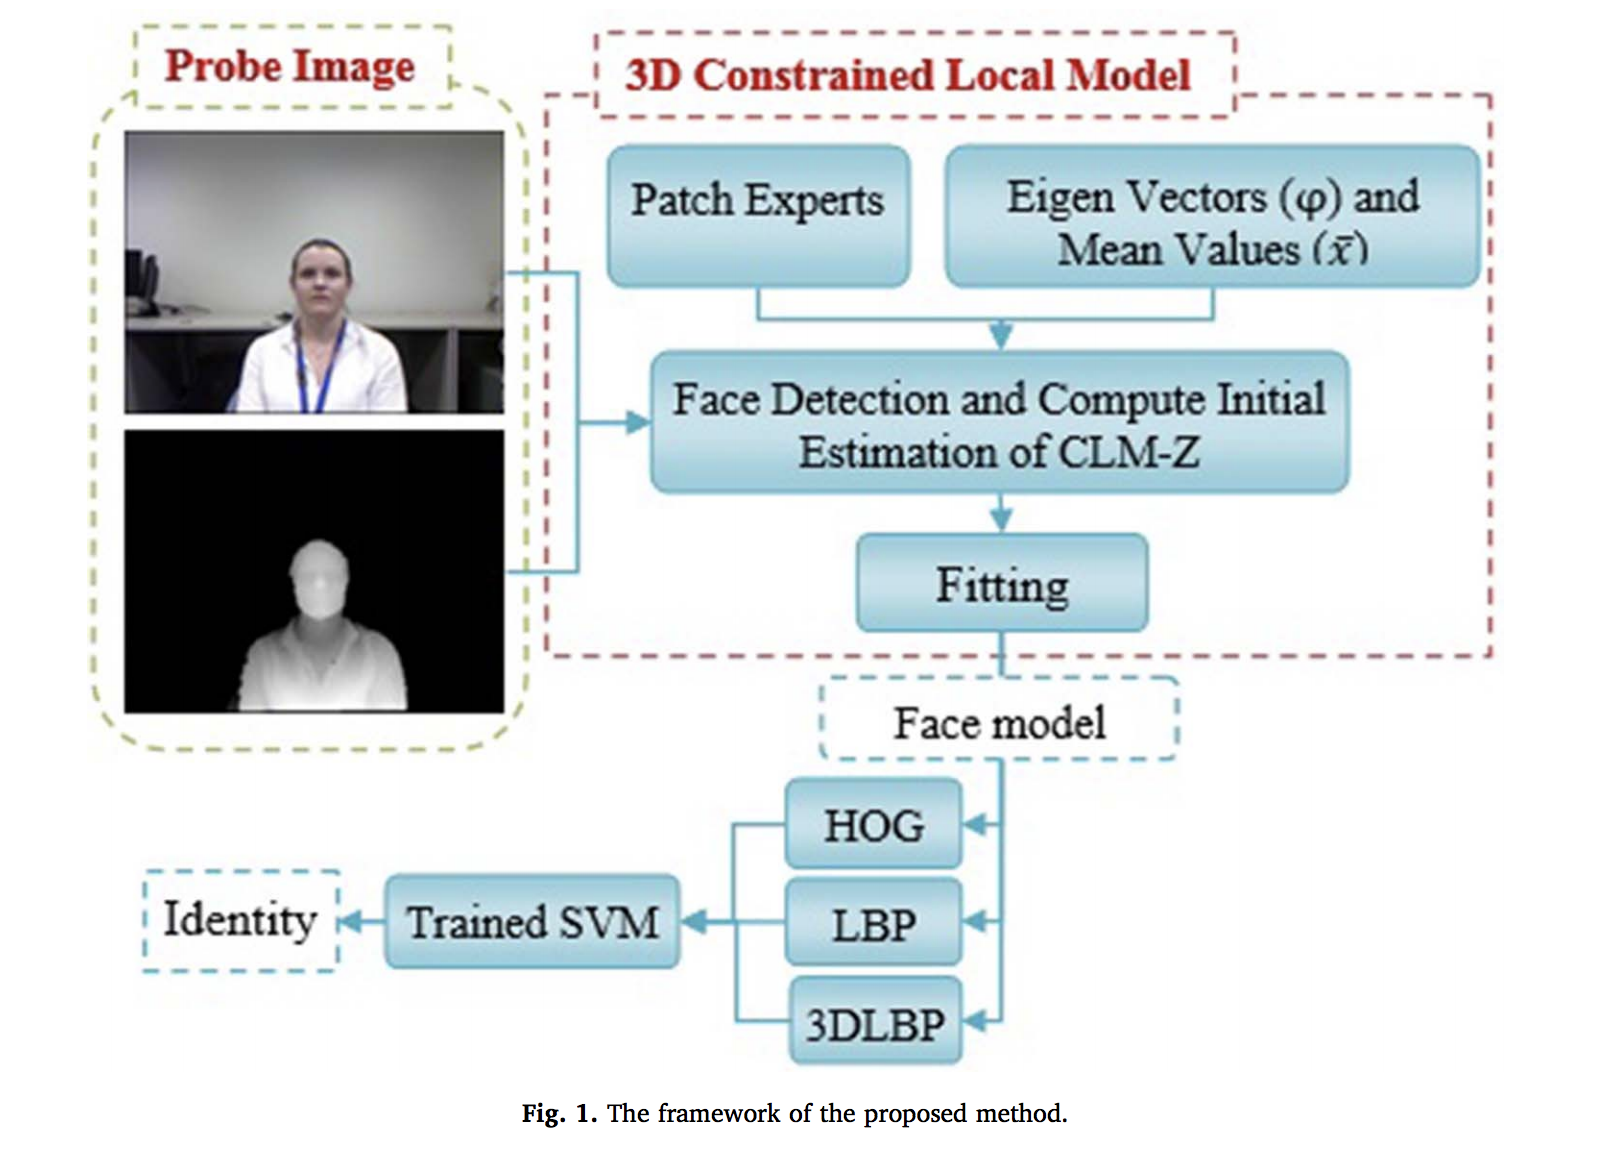 Probe Image
3D Constrained Local Model
Patch Experts
Eigen Vectors (φ) and
Mean Values (x̄)
Face Detection and Compute Initial
Estimation of CLM-Z
Fitting
Face model
HOG
LBP
3DLBP
Trained SVM
Identity
Fig. 1. The framework of the proposed method.